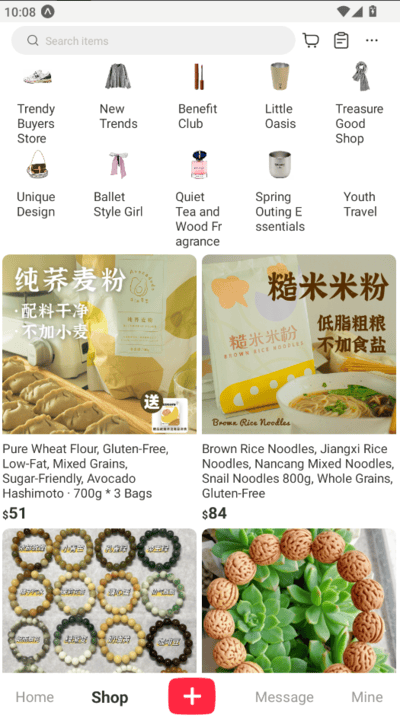 10:08
Search items
Trendy Buyers Store
New Trends
Benefit Club
Little Oasis
Treasure Good Shop
Unique Design
Ballet Style Girl
Quiet Tea and Wood Fragrance
Spring Outing Essentials
Youth Travel
纯荞麦粉
·配料干净
·不加小麦
送
糙米米粉
低脂粗粮
不加食盐
糙米米粉
BROWN RICE NOODLES
Brown Rice Noodles
Pure Wheat Flour, Gluten-Free,
Low-Fat, Mixed Grains,
Sugar-Friendly, Avocado
Hashimoto · 700g * 3 Bags
$51
Brown Rice Noodles, Jiangxi Rice
Noodles, Nancang Mixed Noodles,
Snail Noodles 800g, Whole Grains,
Gluten-Free
$84
Home
Shop
Message
Mine